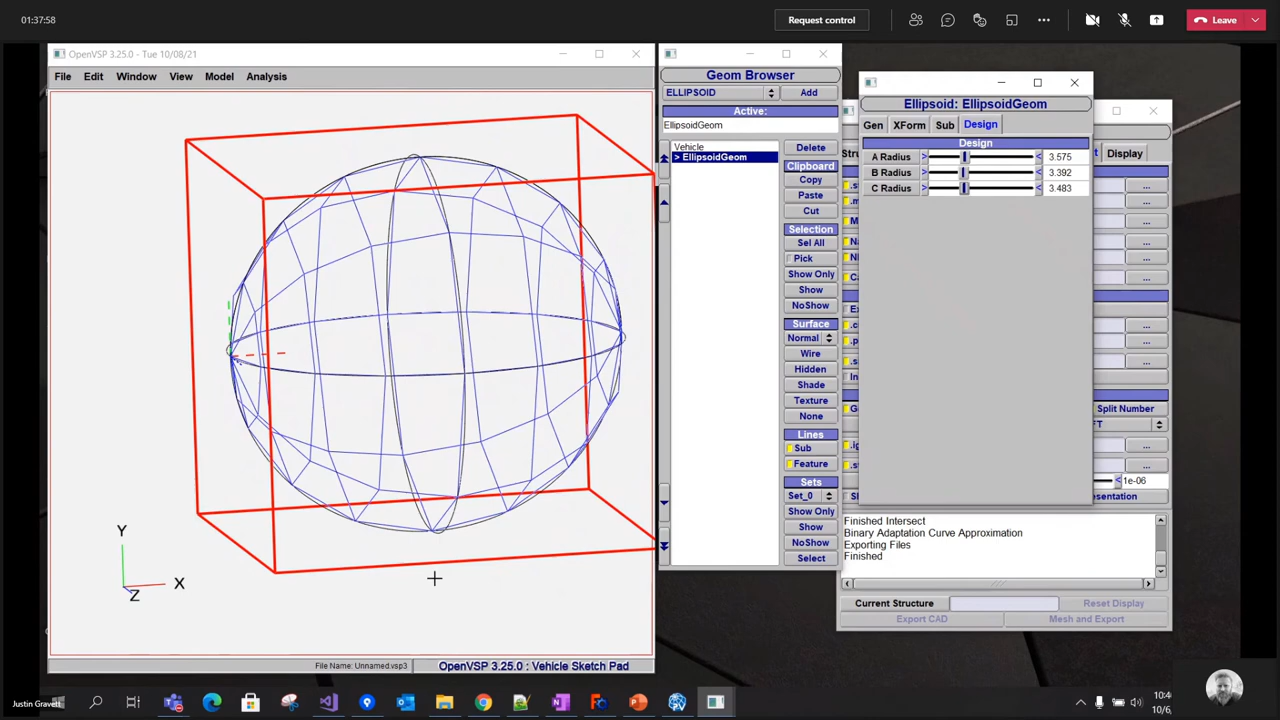 01:37:58
Request control
Leave
OpenVSP 3.25.0 - Tue 10/08/21
File Edit Window View Model Analysis
Y
X
Z
File Name: Unnamed.vsp3
OpenVSP 3.25.0 : Vehicle Sketch Pad
Geom Browser
ELLIPSOID
Add
Active:
EllipsoidGeom
Vehicle
> EllipsoidGeom
Delete
Clipboard
Copy
Paste
Cut
Selection
Sel All
Pick
Show Only
Show
NoShow
Surface
Normal
Wire
Hidden
Shade
Texture
None
Lines
Sub
Feature
Sets
Set_0
Show Only
Show
NoShow
Select
Ellipsoid: EllipsoidGeom
Gen XForm Sub Design
Design
A Radius > < 3.575
B Radius > < 3.392
C Radius > < 3.483
Display
...
...
...
...
...
...
...
...
...
Split Number
FT
...
...
< 1e-06
Finished Intersect
Binary Adaptation Curve Approximation
Exporting Files
Finished
Current Structure
Reset Display
Export CAD
Mesh and Export
Justin Gravett